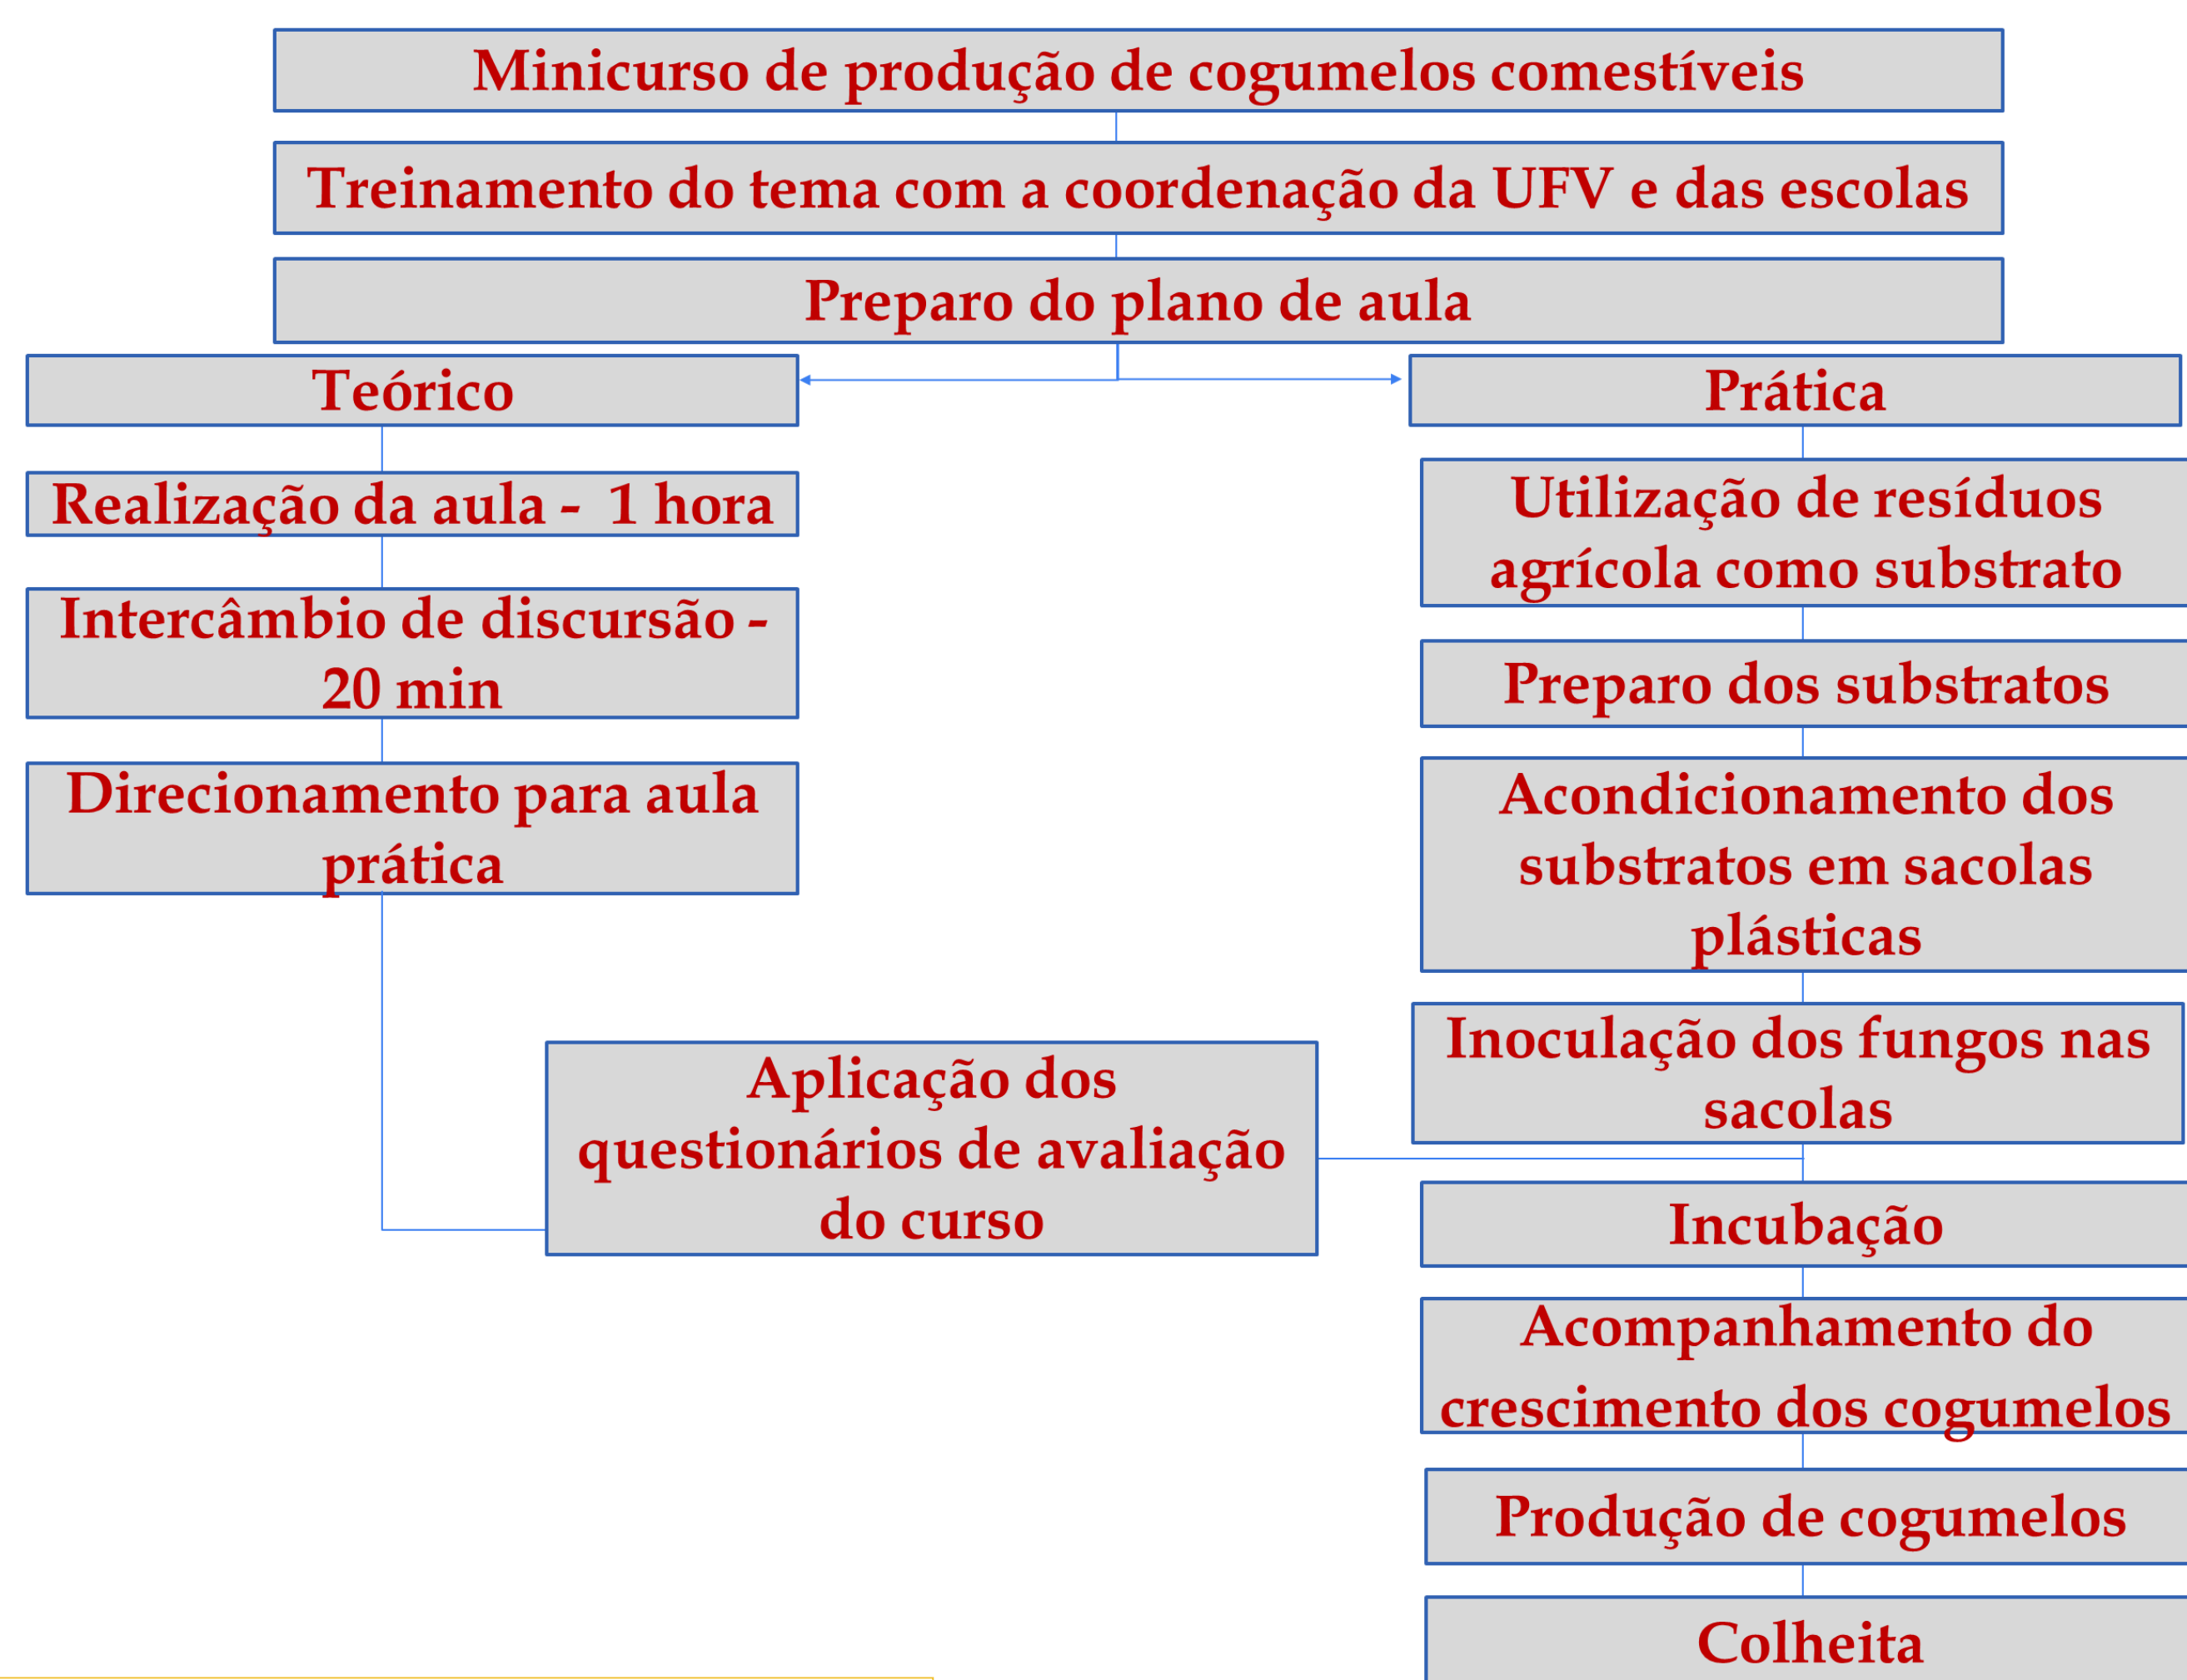 Minicurso de produção de cogumelos comestíveis
Treinamento do tema com a coordenação da UFV e das escolas
Preparo do plano de aula
Teórico
Realização da aula - 1 hora
Intercâmbio de discursão -
20 min
Direcionamento para aula
prática
Prática
Utilização de resíduos
agrícola como substrato
Preparo dos substratos
Acondicionamento dos
substratos em sacolas
plásticas
Inoculação dos fungos nas
sacolas
Aplicação dos
questionários de avaliação
do curso
Incubação
Acompanhamento do
crescimento dos cogumelos
Produção de cogumelos
Colheita